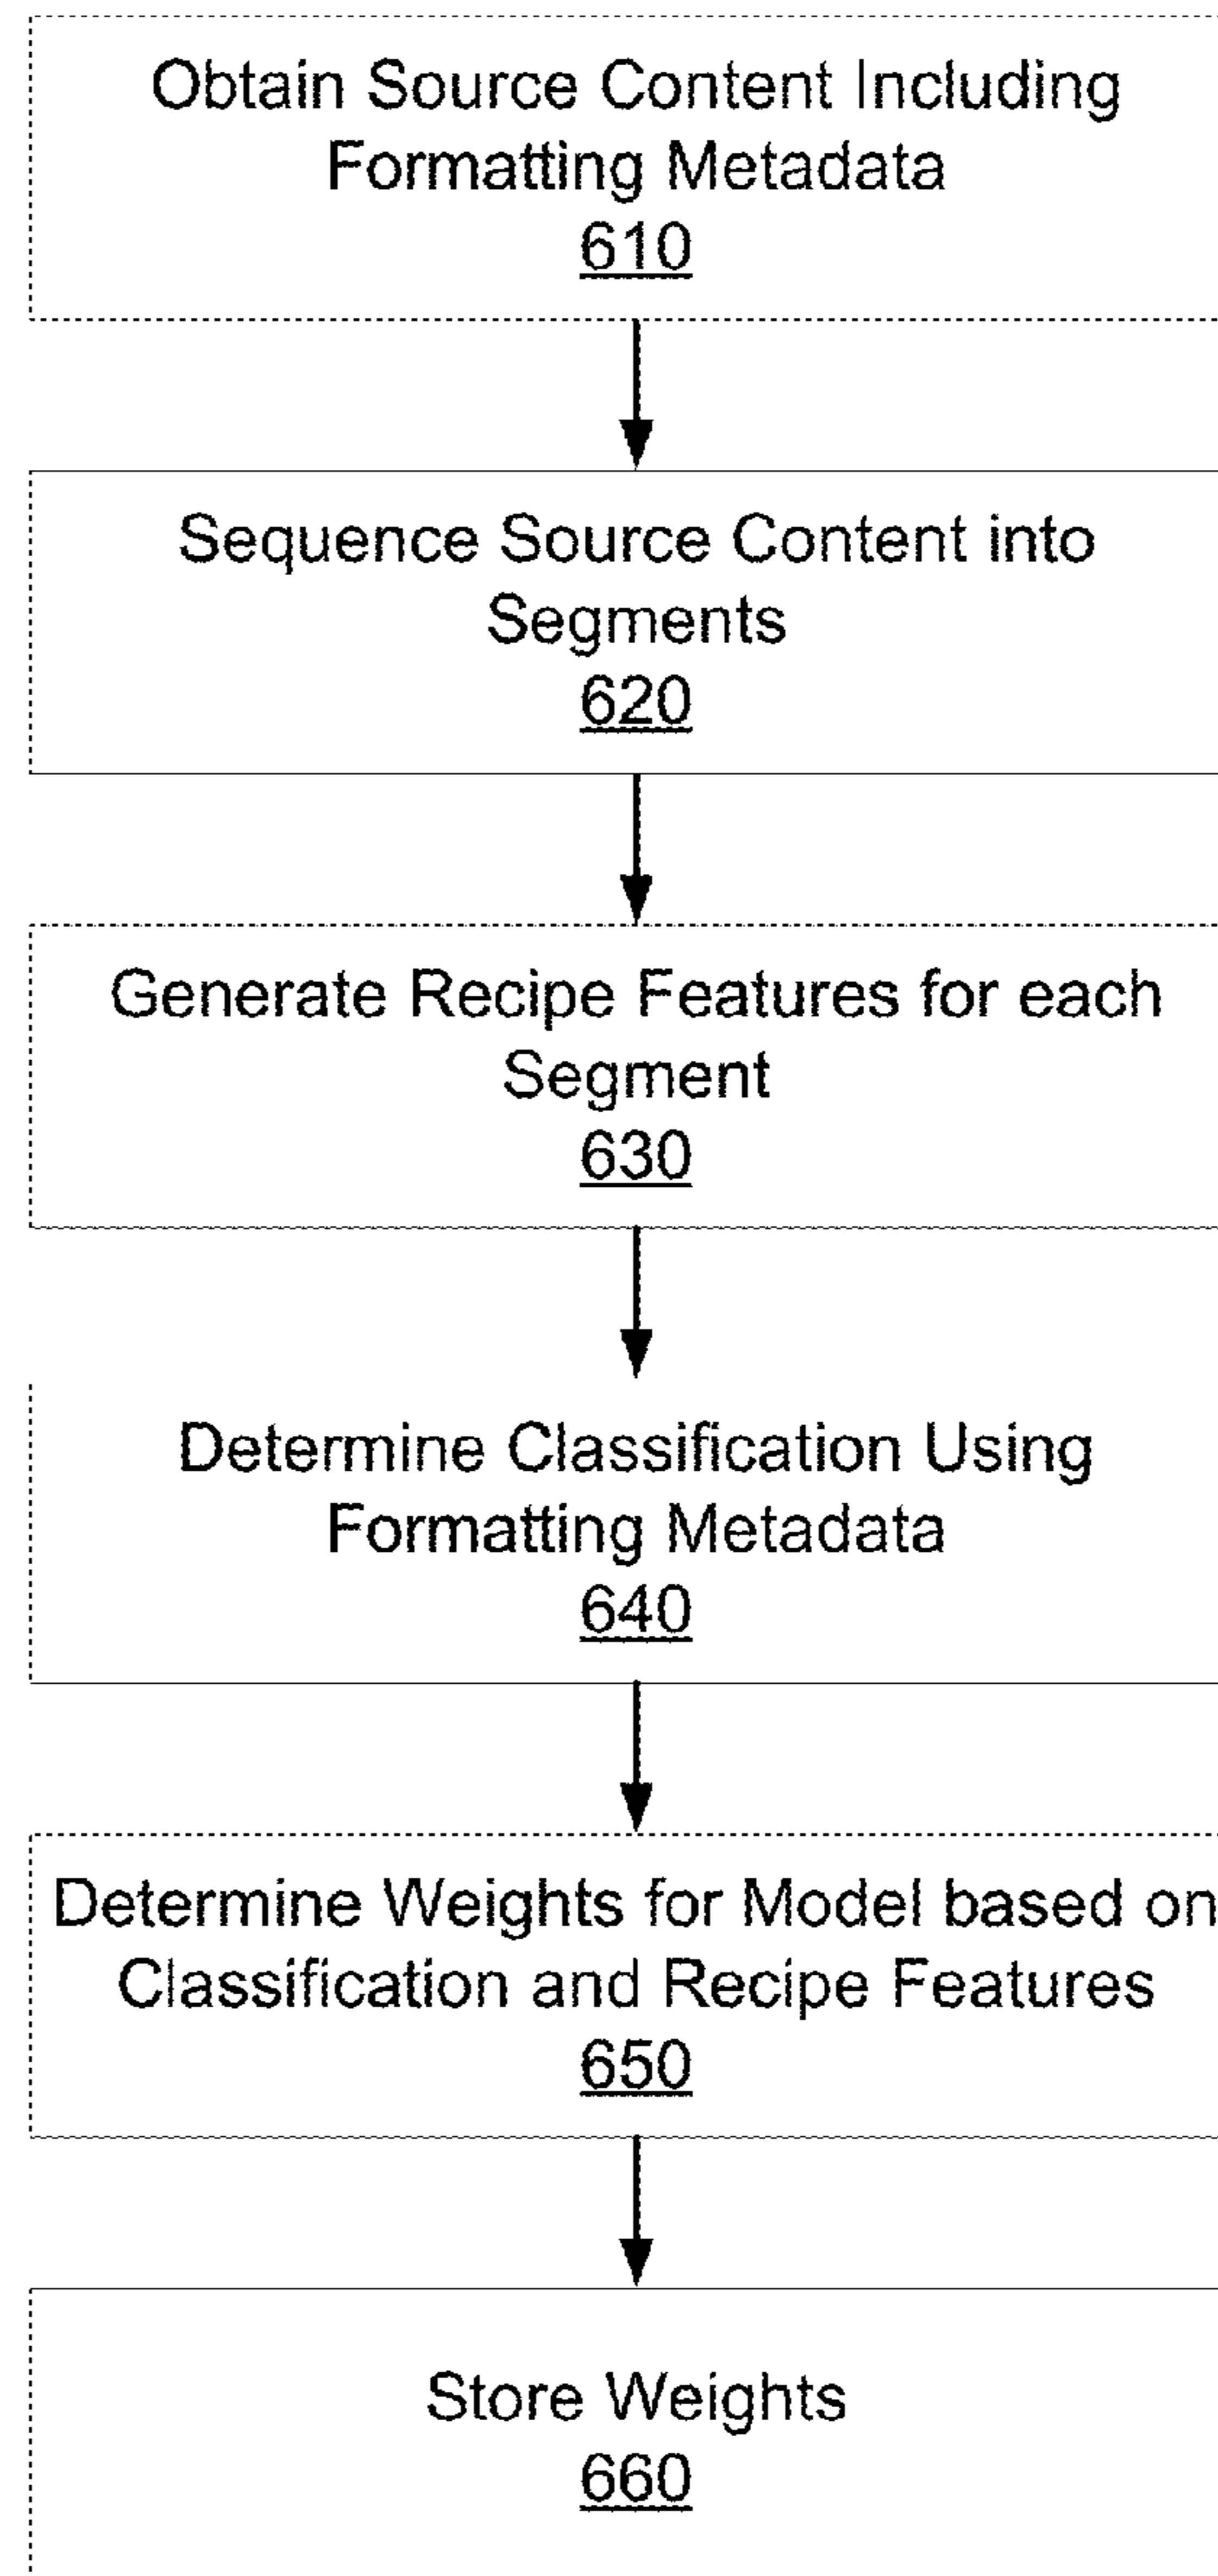 Obtain Source Content Including
Formatting Metadata
610
Sequence Source Content into
Segments
620
Generate Recipe Features for each
Segment
630
Determine Classification Using
Formatting Metadata
640
Determine Weights for Model based on
Classification and Recipe Features
650
Store Weights
660